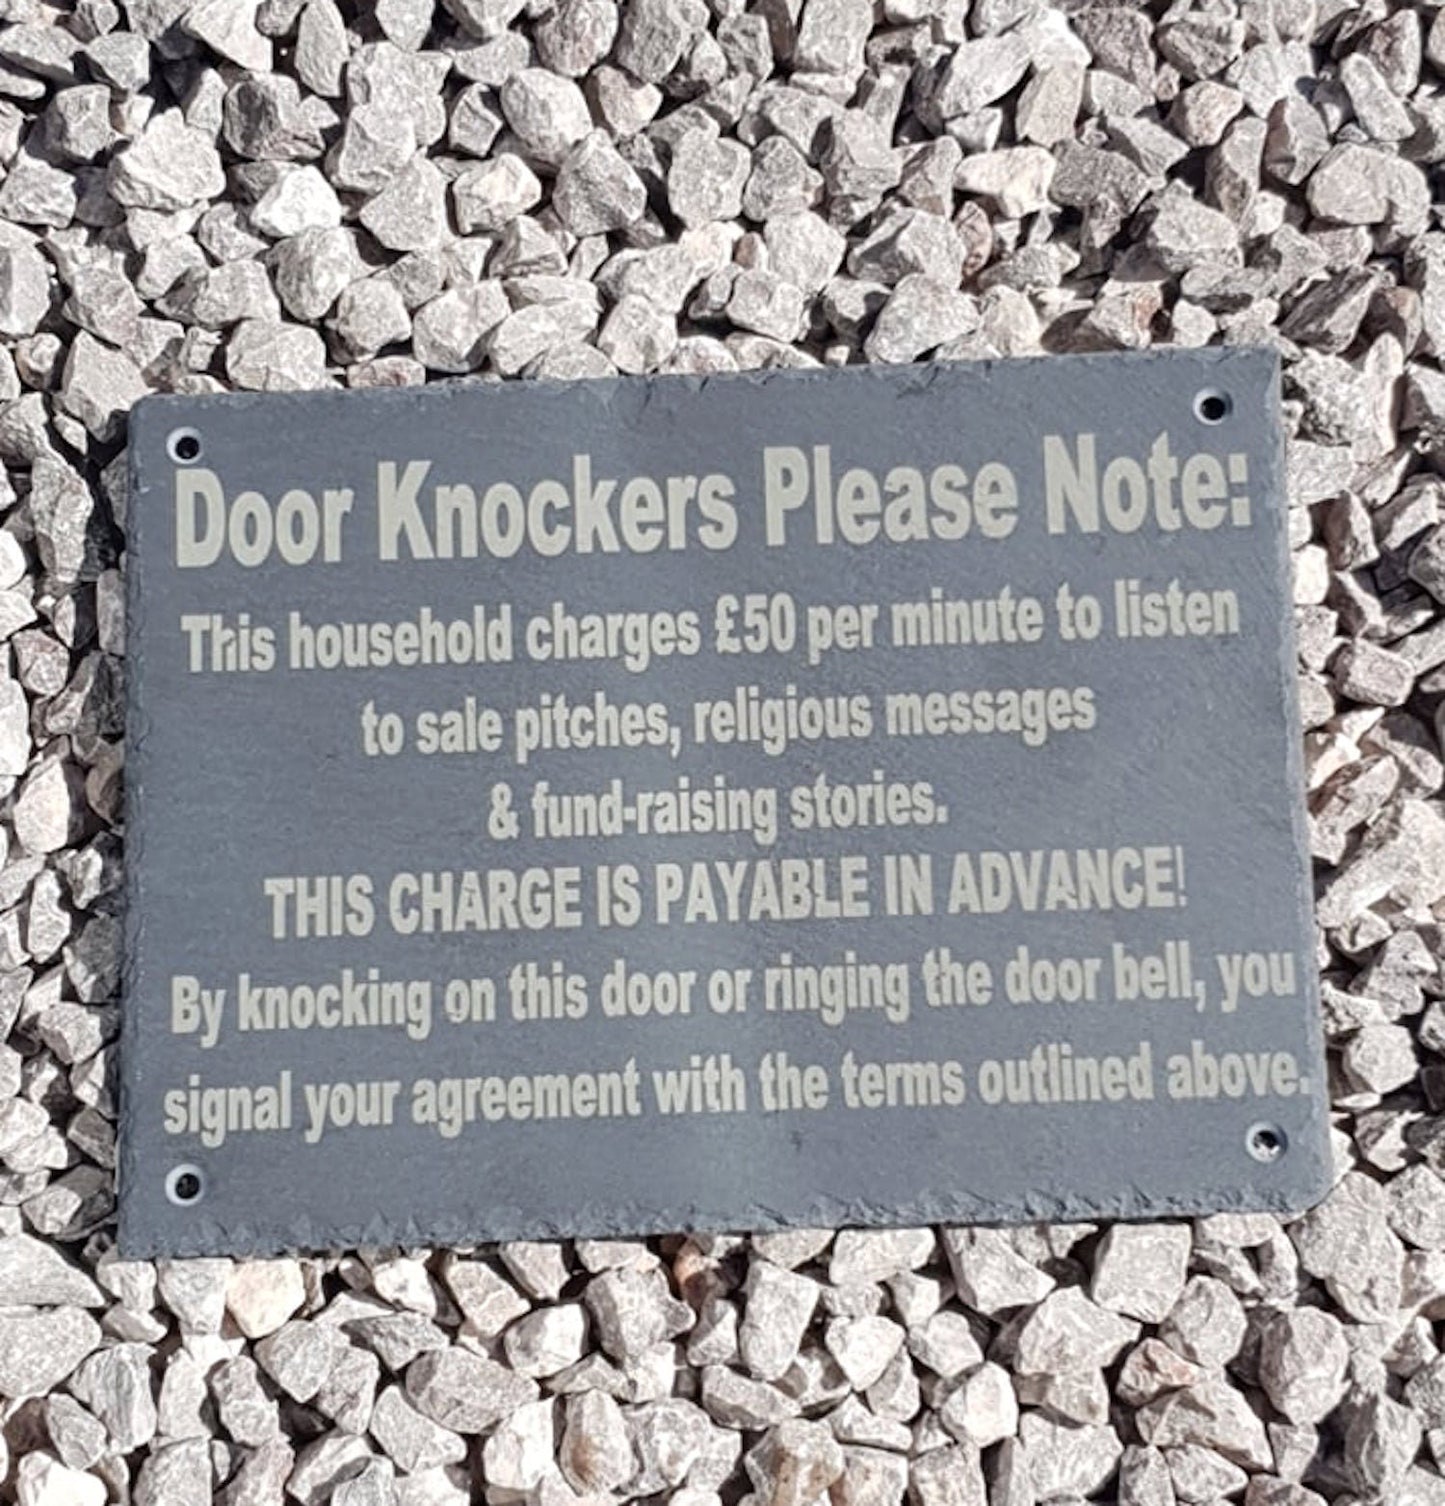 Door Knockers Please Note:
This household charges £50 per minute to listen
to sale pitches, religious messages
& fund-raising stories.
THIS CHARGE IS PAYABLE IN ADVANCE!
By knocking on this door or ringing the door bell, you
signal your agreement with the terms outlined above.